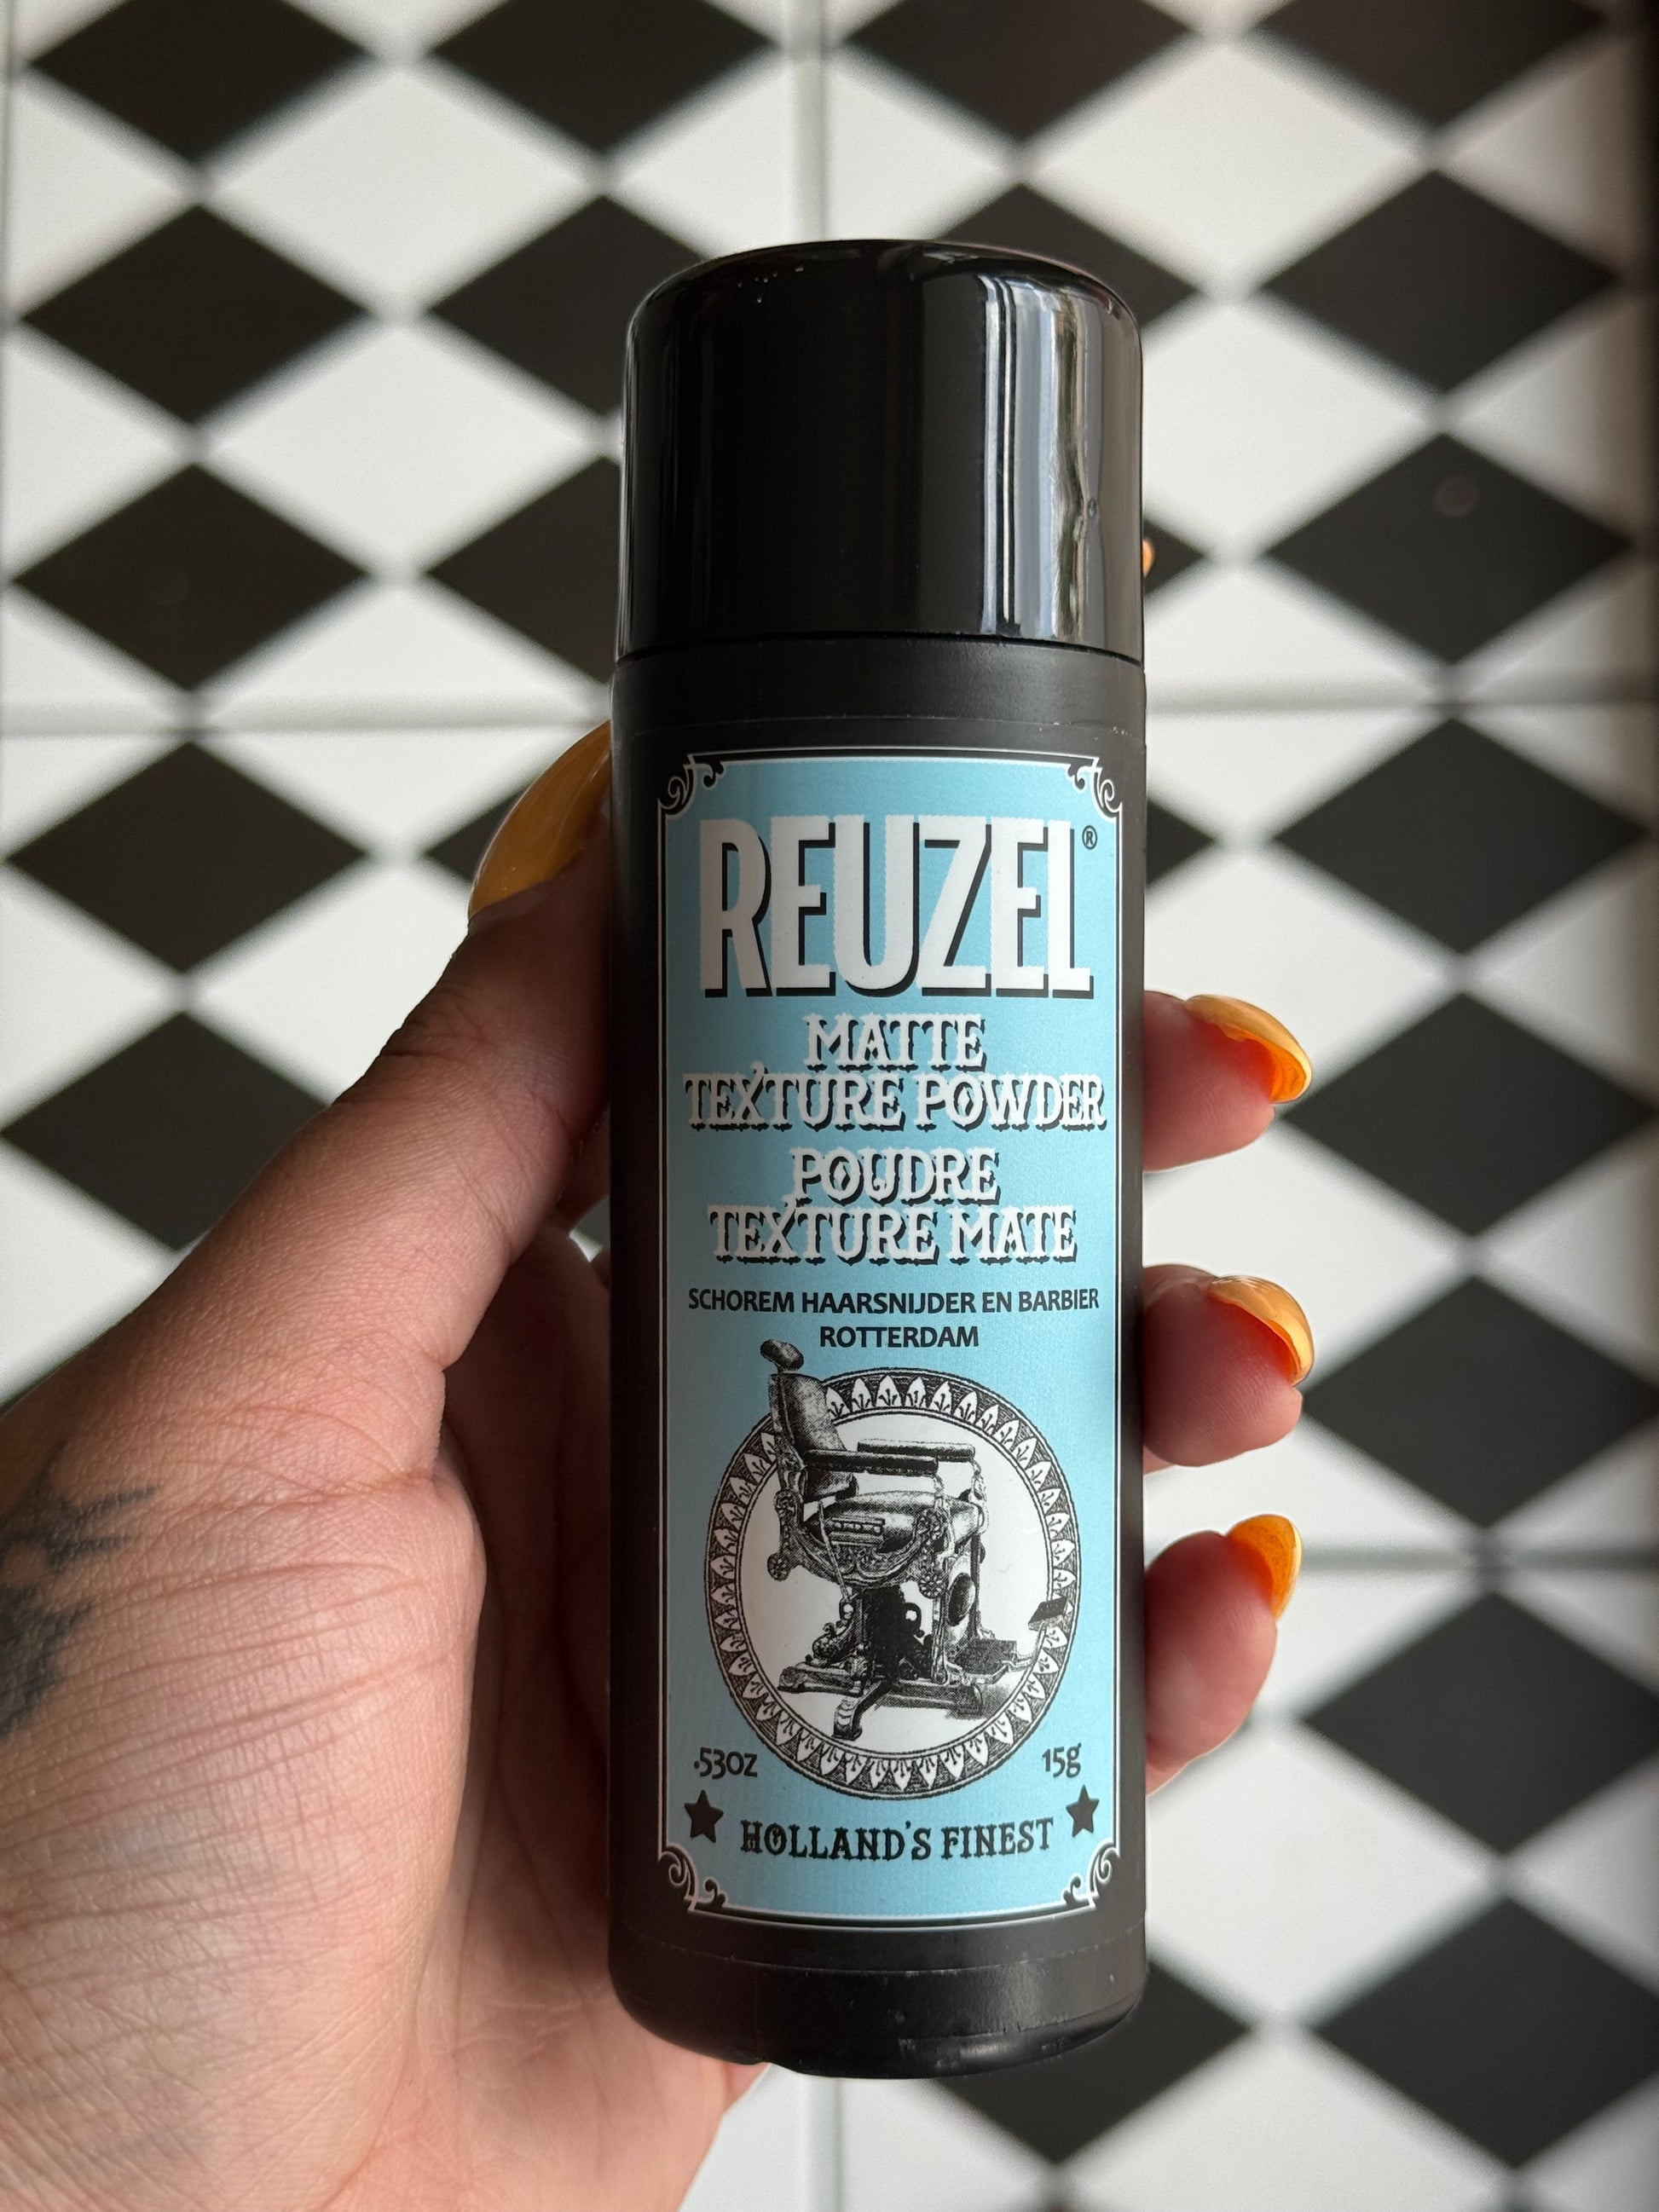 REUZEL®
MATTE
TEXTURE POWDER
POUDRE
TEXTURE MATE
SCHOREM HAARSNIJDER EN BARBIER
ROTTERDAM
.53OZ 15g
HOLLAND'S FINEST